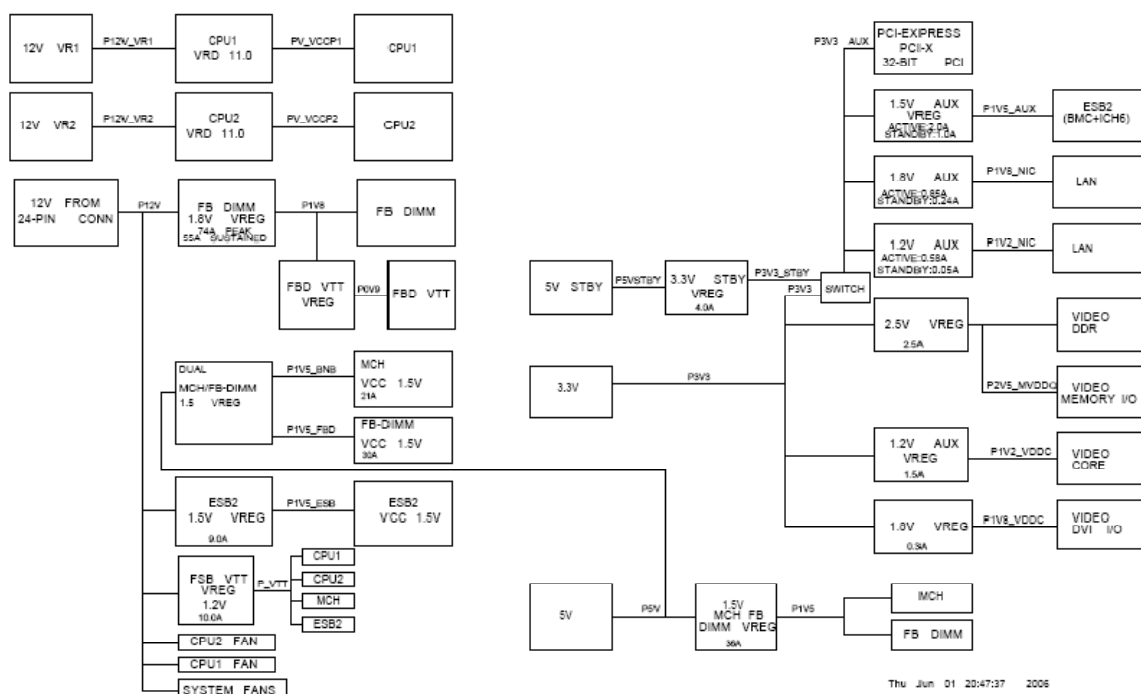 12V VR1
P12V_VR1
CPU1
VRD 11.0
PV_VCCP1
CPU1
12V VR2
P12V_VR2
CPU2
VRD 11.0
PV_VCCP2
CPU2
12V FROM
24-PIN CONN
P12V
FB DIMM
1.8V VREG
74A PEAK
55A SUSTAINED
P1V8
FB DIMM
FBD VTT
VREG
P0V9
FBD VTT
DUAL
MCH/FB-DIMM
1.5 VREG
P1V5_BNB
MCH
VCC 1.5V
21A
P1V5_FBD
FB-DIMM
VCC 1.5V
30A
ESB2
1.5V VREG
9.0A
P1V5_ESB
ESB2
VCC 1.5V
FSB VTT
VREG
1.2V
10.0A
P_VTT
CPU1
CPU2
MCH
ESB2
CPU2 FAN
CPU1 FAN
SYSTEM FANS
P3V3 AUX
PCI-EXPRESS
PCI-X
32-BIT PCI
1.5V AUX
VREG
ACTIVE:2.0A
STANDBY:1.0A
P1V5_AUX
ESB2
(BMC+ICH6)
1.8V AUX
ACTIVE:0.65A
STANDBY:0.24A
P1V8_NIC
LAN
1.2V AUX
ACTIVE:0.56A
STANDBY:0.05A
P1V2_NIC
LAN
5V STBY
P5VSTBY
3.3V STBY
VREG
4.0A
P3V3_STBY
P3V3
SWITCH
2.5V VREG
2.5A
VIDEO
DDR
P2V5_MVDDQ
VIDEO
MEMORY I/O
3.3V
P3V3
1.2V AUX
VREG
1.5A
P1V2_VDDC
VIDEO
CORE
1.8V VREG
0.3A
P1V8_VDDC
VIDEO
DVI I/O
5V
P5V
1.5V
MCH FB
DIMM VREG
36A
P1V5
MCH
FB DIMM
Thu Jun 01 20:47:37 2006